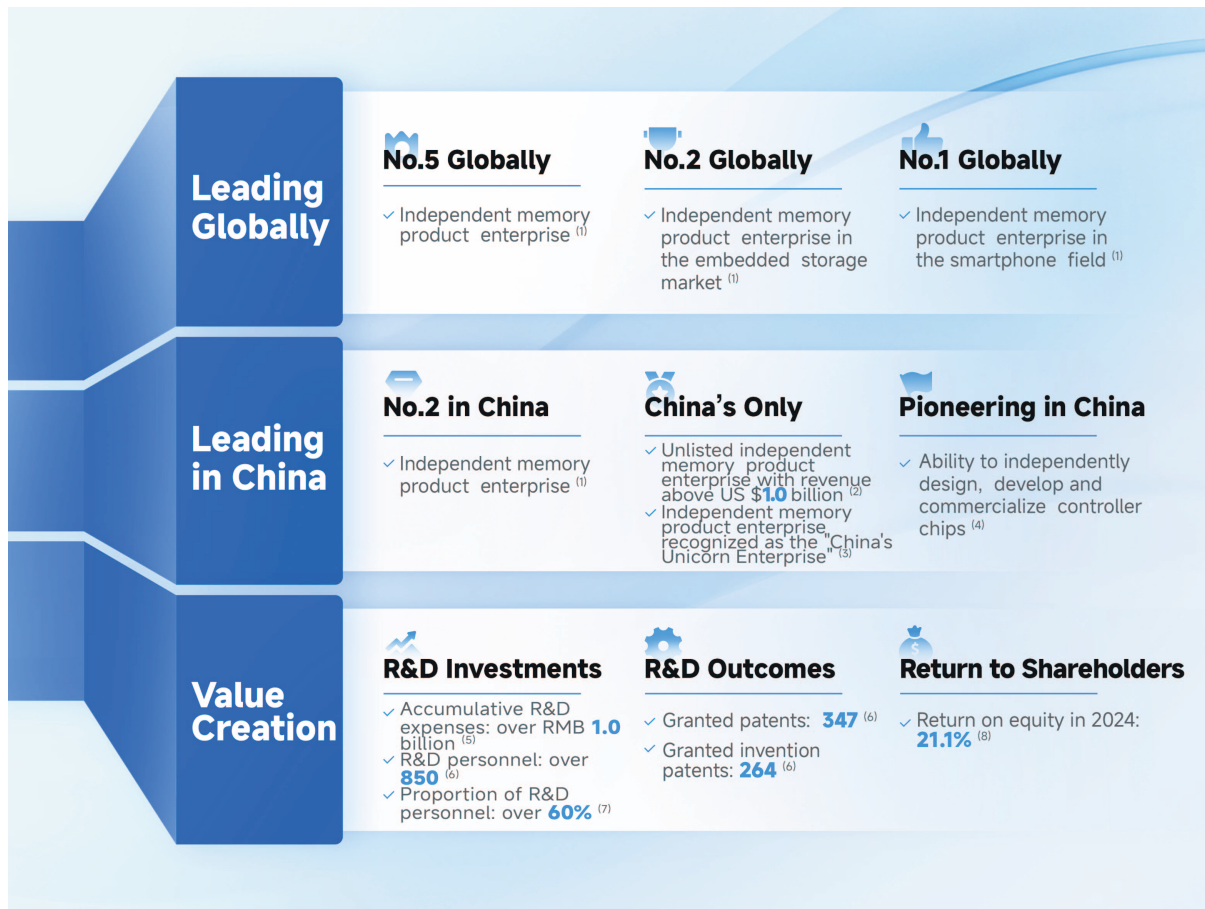 Leading
Globally
No.5 Globally
✓ Independent memory
product enterprise (1)
No.2 Globally
✓ Independent memory
product enterprise in
the embedded storage
market (1)
No.1 Globally
✓ Independent memory
product enterprise in
the smartphone field (1)
Leading
in China
No.2 in China
✓ Independent memory
product enterprise (1)
China's Only
✓ Unlisted independent
memory product
enterprise with revenue
above US $1.0 billion (2)
✓ Independent memory
product enterprise
recognized as the "China's
Unicorn Enterprise" (3)
Pioneering in China
✓ Ability to independently
design, develop and
commercialize controller
chips (4)
Value
Creation
R&D Investments
✓ Accumulative R&D
expenses: over RMB 1.0
billion (5)
✓ R&D personnel: over
850 (6)
✓ Proportion of R&D
personnel: over 60% (7)
R&D Outcomes
✓ Granted patents: 347 (6)
✓ Granted invention
patents: 264 (6)
$
Return to Shareholders
✓ Return on equity in 2024:
21.1% (8)